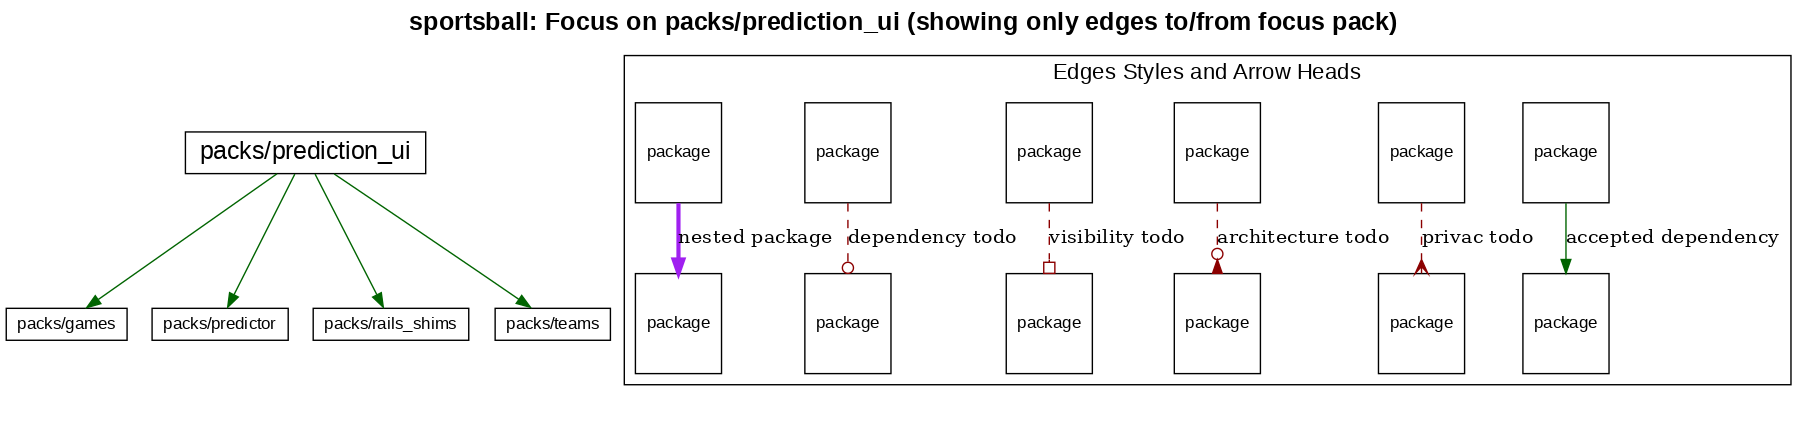 sportsball: Focus on packs/prediction_ui (showing only edges to/from focus pack)
packs/prediction_ui
packs/games
packs/predictor
packs/rails_shims
packs/teams
Edges Styles and Arrow Heads
package
package
package
package
package
package
nested package
dependency todo
visibility todo
architecture todo
privac todo
accepted dependency
package
package
package
package
package
package